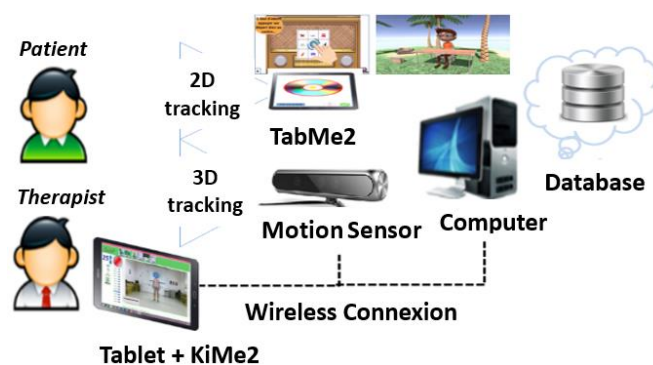 Patient
2D
tracking
TabMe2
Therapist
3D
tracking
Motion Sensor
Computer
Database
Wireless Connexion
Tablet + KiMe2